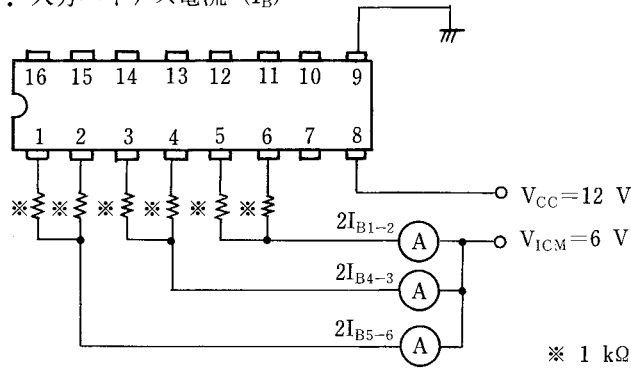 入力バイアス電流 (I_B)
16 15 14 13 12 11 10 9
1 2 3 4 5 6 7 8
※ ※ ※ ※ ※ ※
V_CC=12 V
2I_B1-2 A V_ICM=6 V
2I_B4-3 A
2I_B5-6 A
※ 1 kΩ